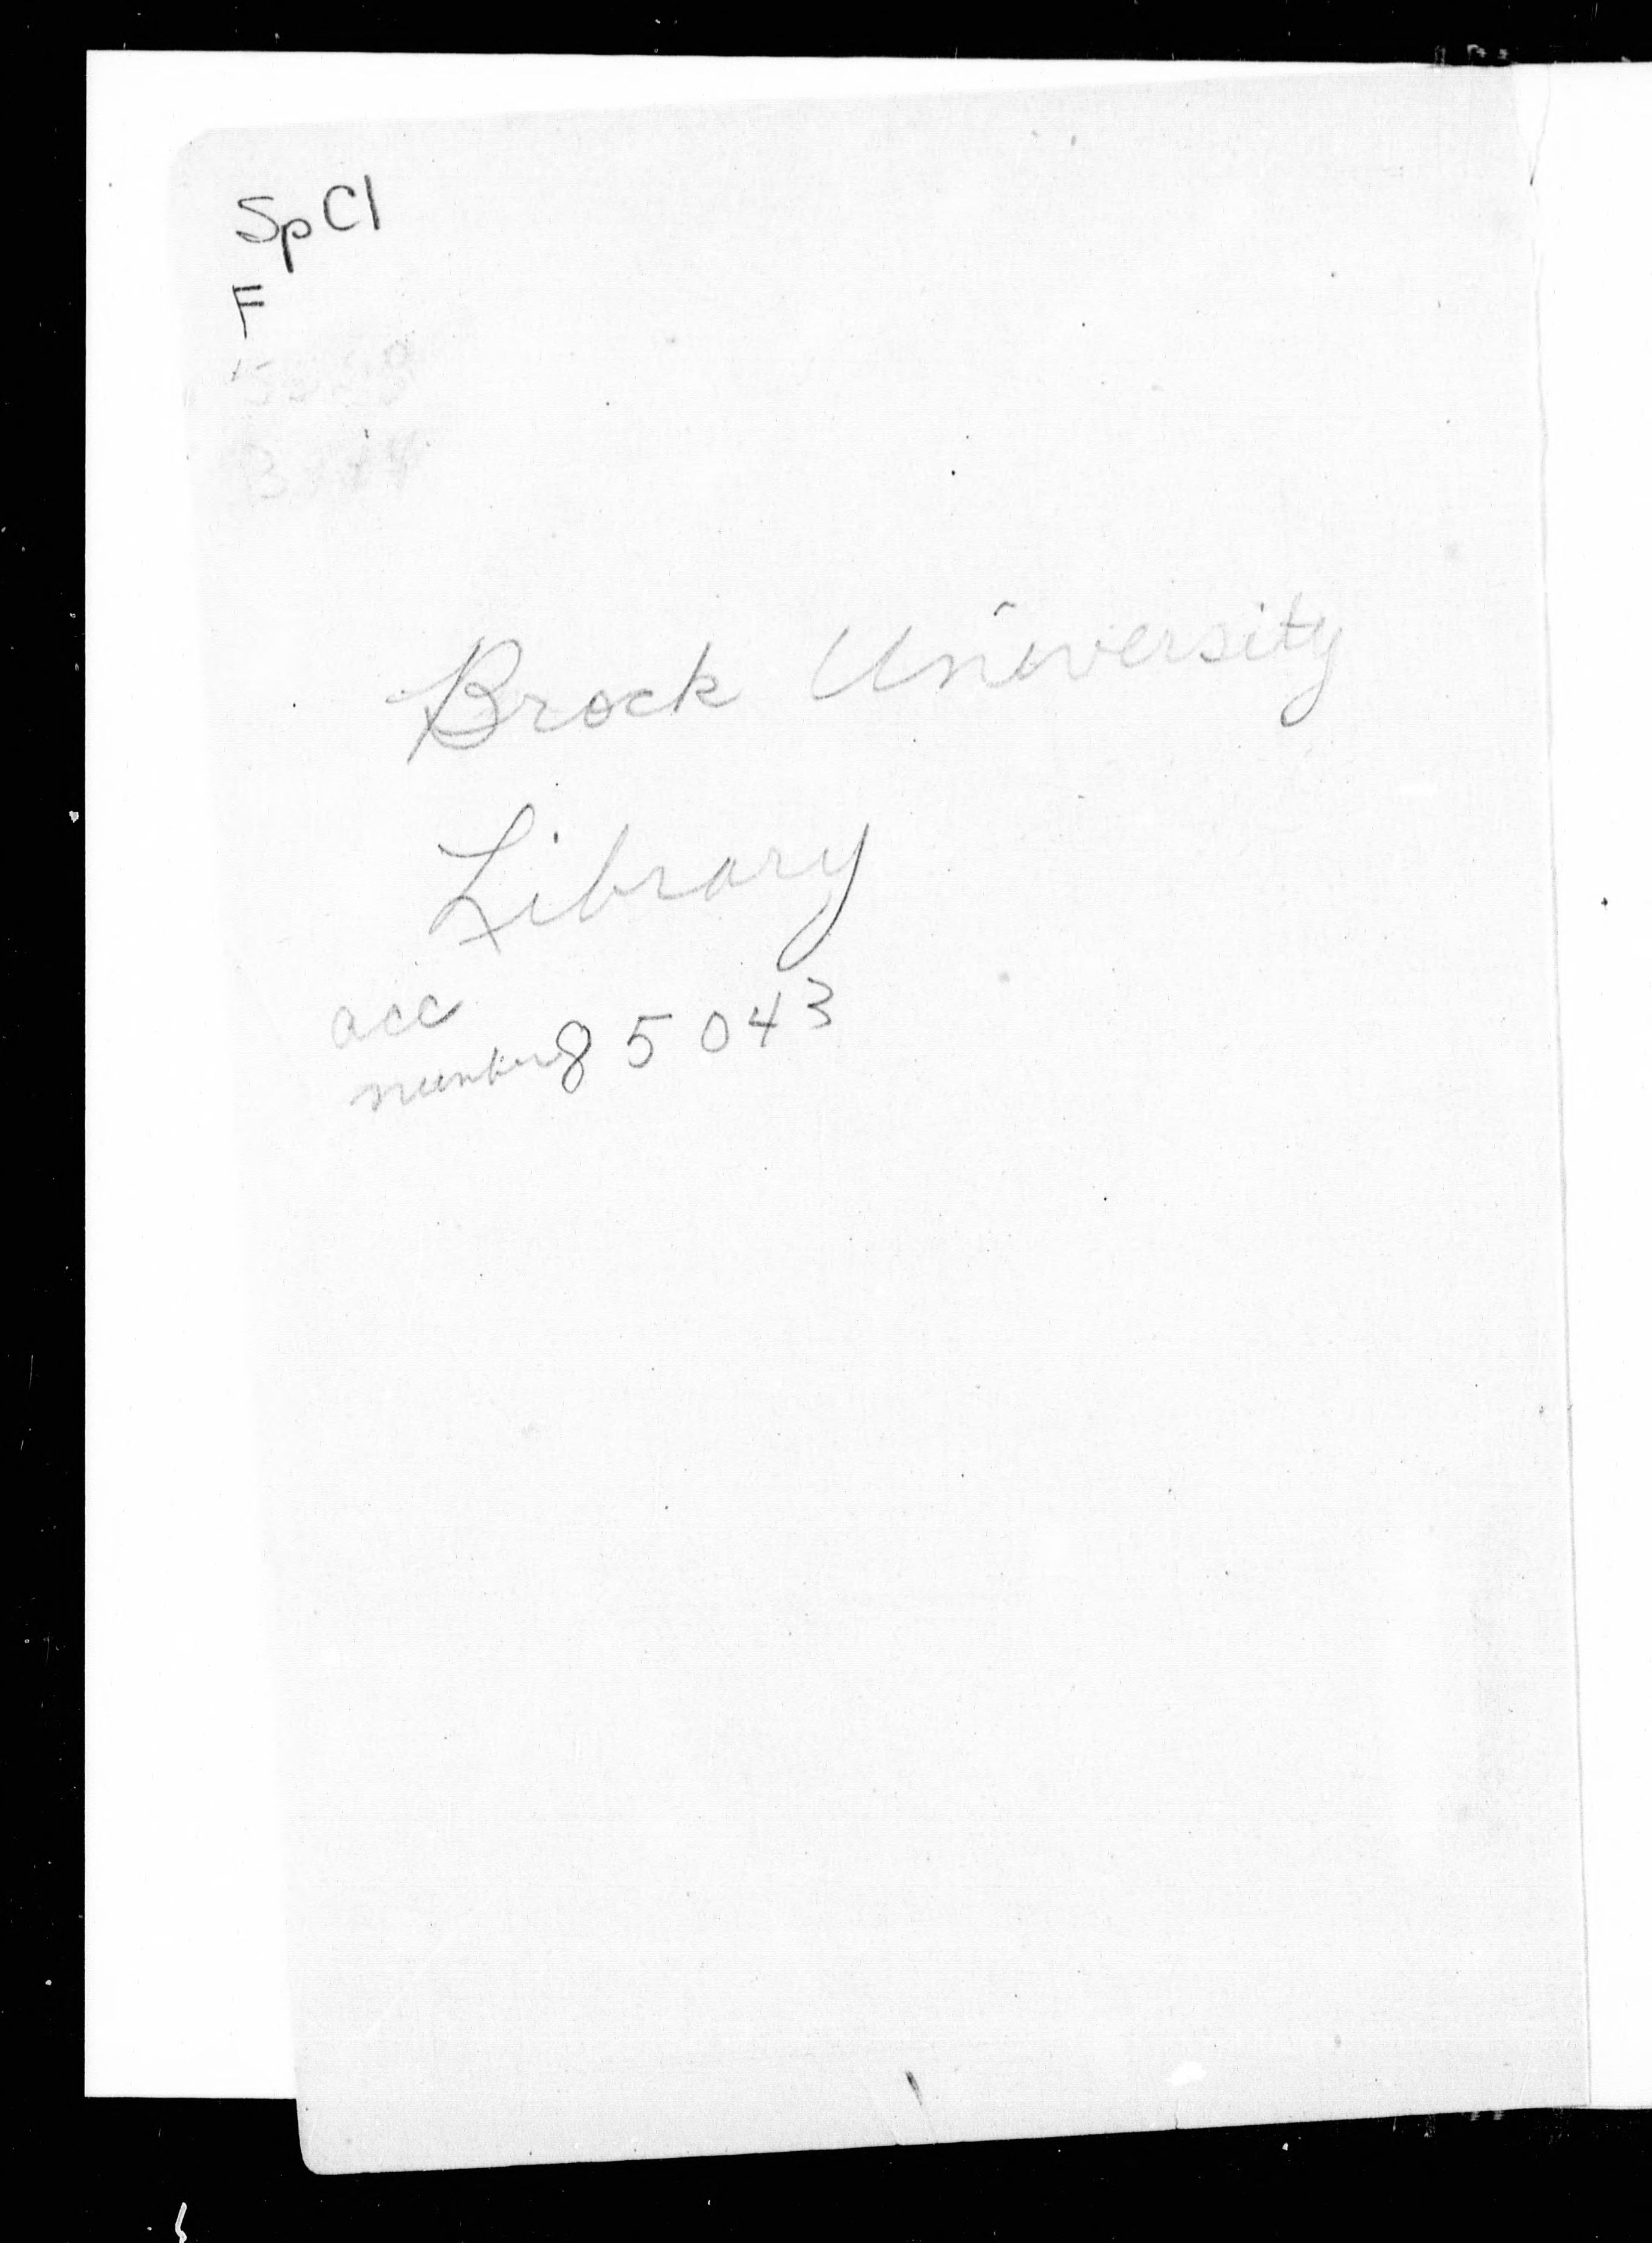 SpCl
F
Brock University
Library
acc
number 85043